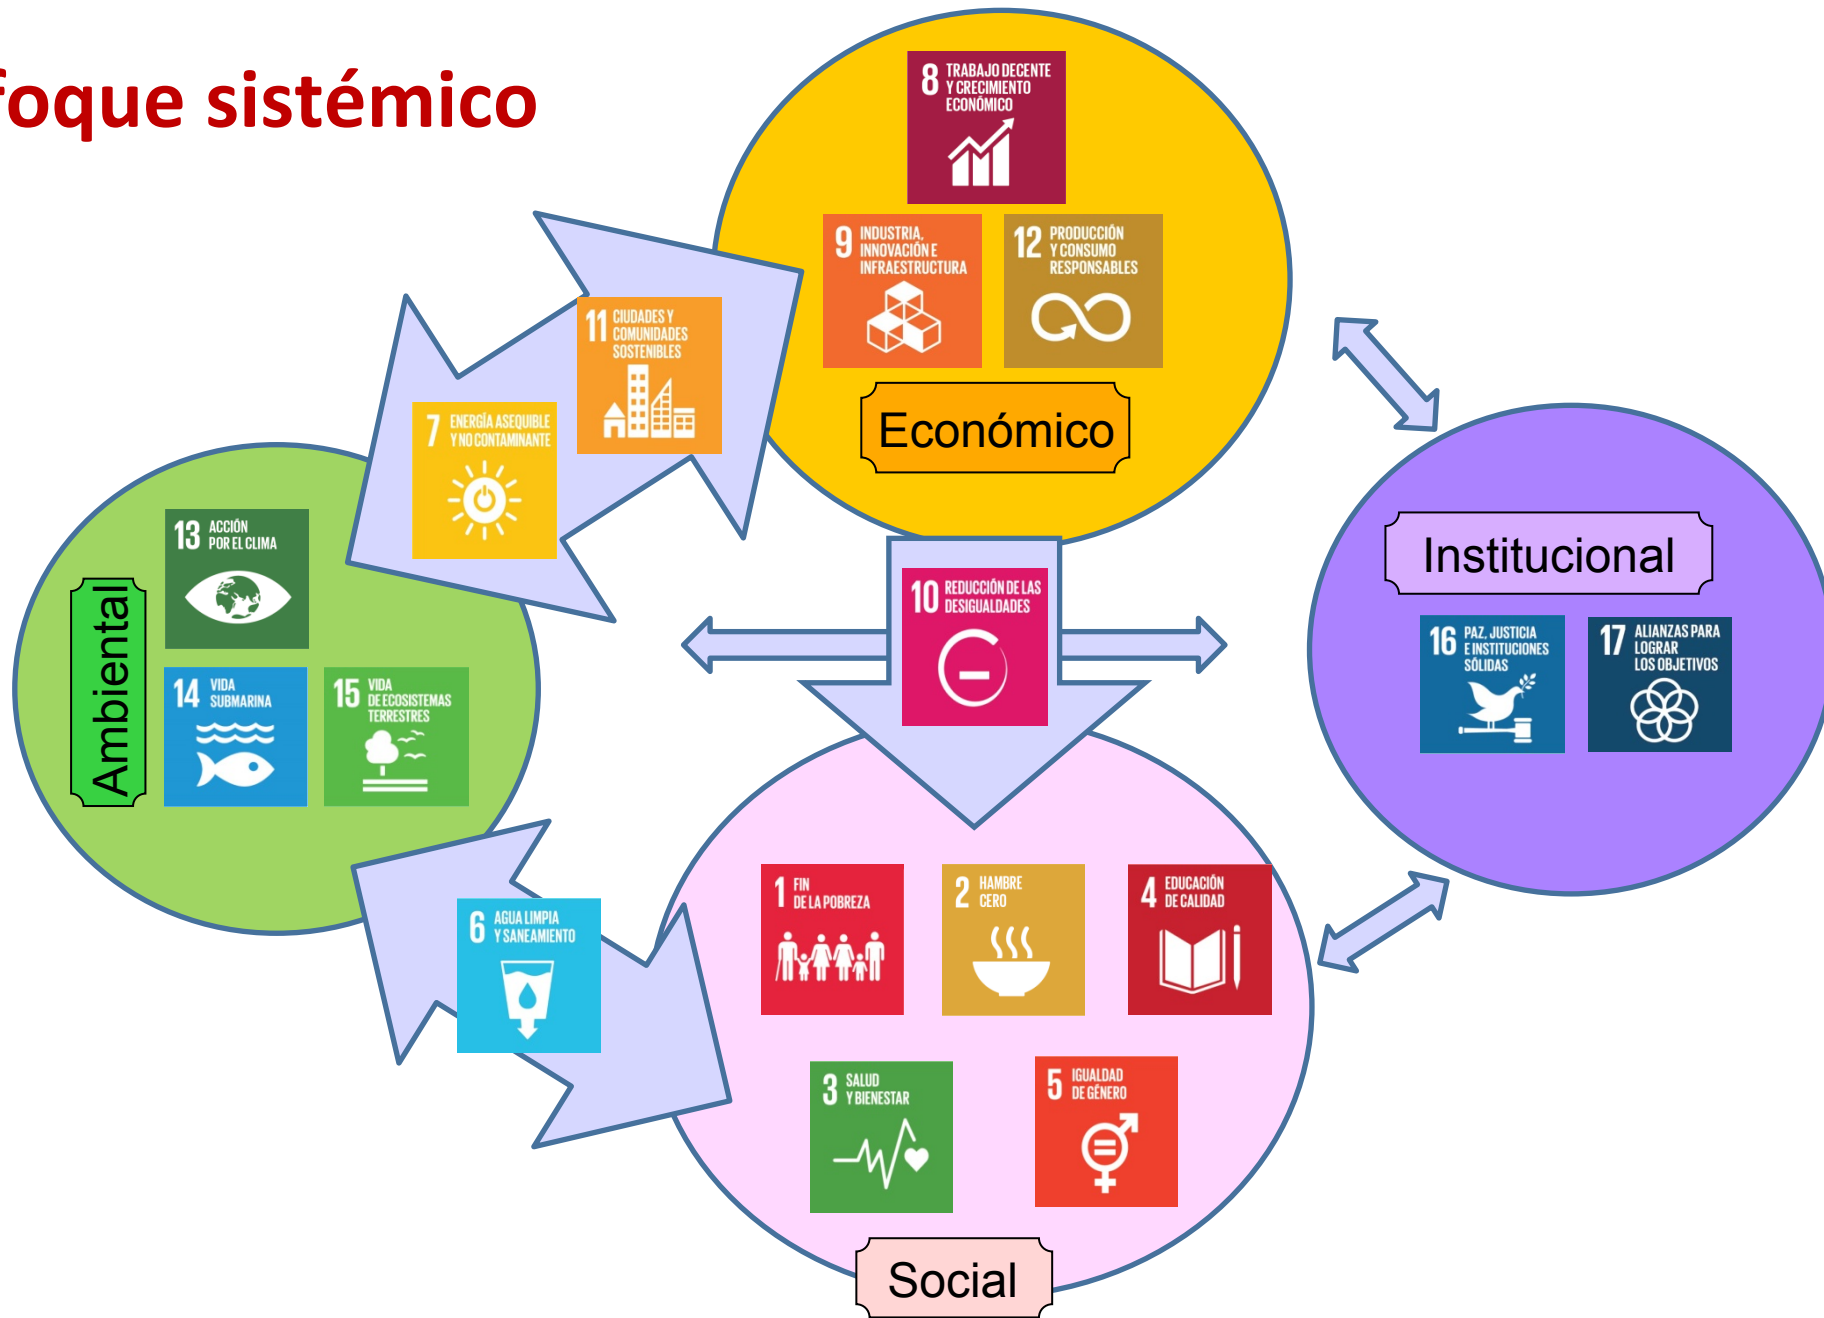 foque sistémico
8 TRABAJO DECENTE
Y CRECIMIENTO
ECONÓMICO
9 INDUSTRIA,
INNOVACIÓN E
INFRAESTRUCTURA
12 PRODUCCIÓN
Y CONSUMO
RESPONSABLES
Económico
11 CIUDADES Y
COMUNIDADES
SOSTENIBLES
7 ENERGÍA ASEQUIBLE
Y NO CONTAMINANTE
13 ACCIÓN
POR EL CLIMA
Ambiental
14 VIDA
SUBMARINA
15 VIDA
DE ECOSISTEMAS
TERRESTRES
10 REDUCCIÓN DE LAS
DESIGUALDADES
Institucional
16 PAZ, JUSTICIA
E INSTITUCIONES
SÓLIDAS
17 ALIANZAS PARA
LOGRAR
LOS OBJETIVOS
6 AGUA LIMPIA
Y SANEAMIENTO
1 FIN
DE LA POBREZA
2 HAMBRE
CERO
4 EDUCACIÓN
DE CALIDAD
3 SALUD
Y BIENESTAR
5 IGUALDAD
DE GÉNERO
Social